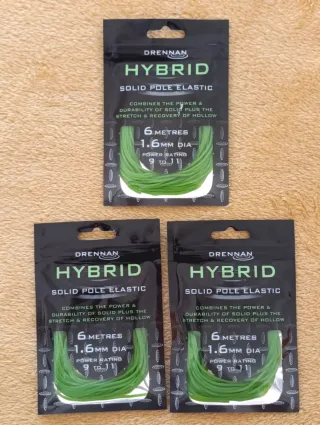 DRENNAN
HYBRID
SOLID POLE ELASTIC
COMBINES THE POWER &
DURABILITY OF SOLID PLUS THE
STRETCH & RECOVERY OF HOLLOW
6 METRES
1.6MM DIA
POWER RATING
9 TO 11
DRENNAN
HYBRID
SOLID POLE ELASTIC
COMBINES THE POWER &
DURABILITY OF SOLID PLUS THE
STRETCH & RECOVERY OF HOLLOW
6 METRES
1.6MM DIA
POWER RATING
9 TO 11
DRENNAN
HYBRID
SOLID POLE ELASTIC
COMBINES THE POWER &
DURABILITY OF SOLID PLUS THE
STRETCH & RECOVERY OF HOLLOW
6 METRES
1.6MM DIA
POWER RATING
9 TO 11